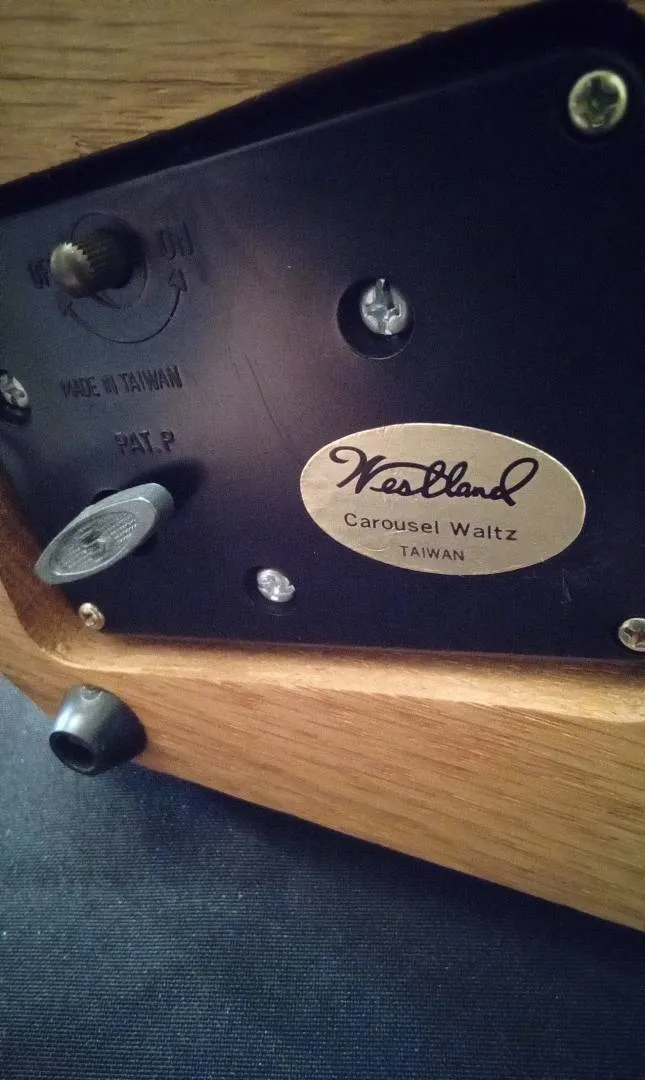 ON
MADE IN TAIWAN
PAT.P
Westland
Carousel Waltz
TAIWAN